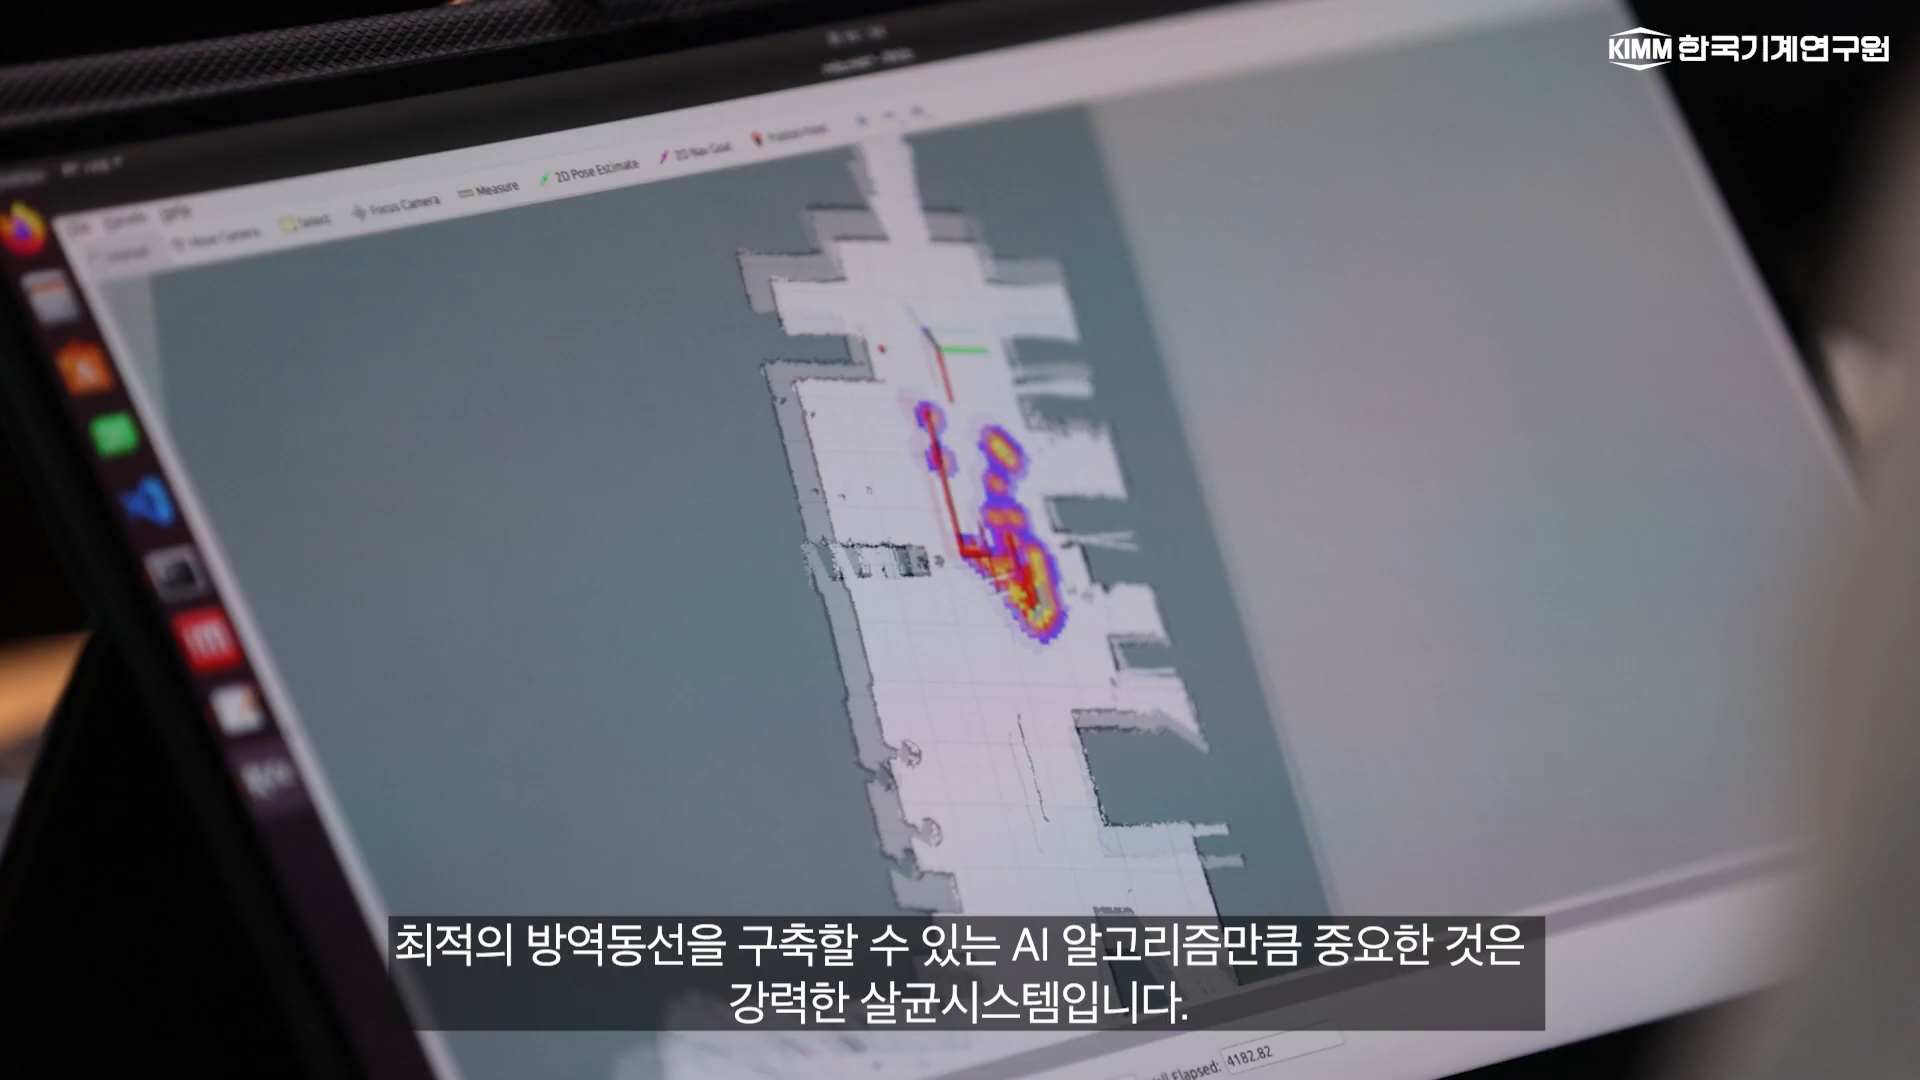 KIMM 한국기계연구원
2D Pose Estimate
2D Nav Goal
Measure
Focus Camera
Select
Move Camera
최적의 방역동선을 구축할 수 있는 AI 알고리즘만큼 중요한 것은
강력한 살균시스템입니다.
Elapsed: 4182.82